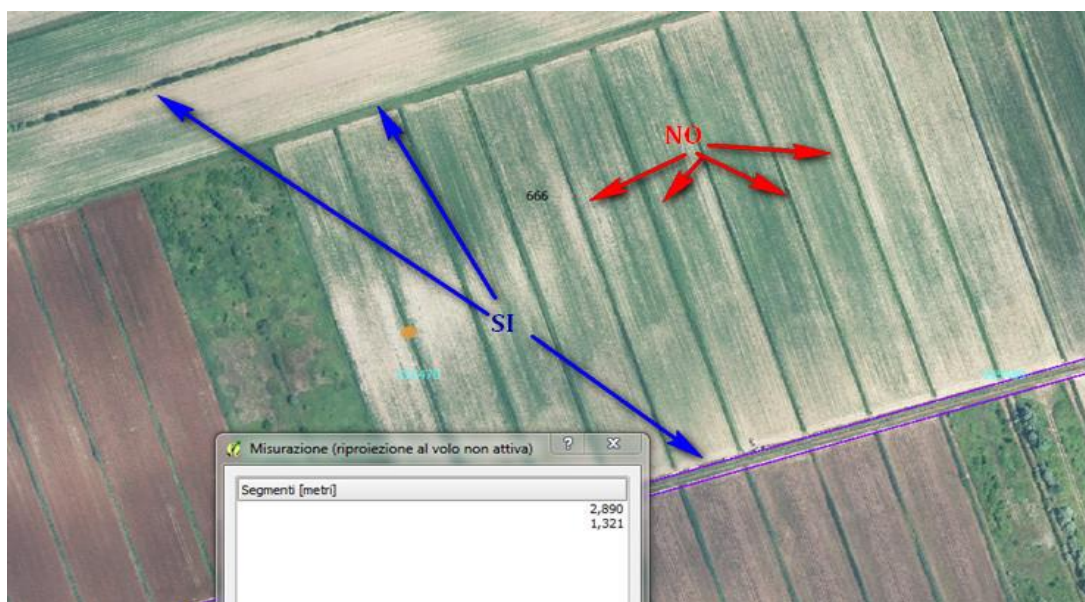 NO
666
SI
Misurazione (riproiezione al volo non attiva)
Segmenti [metri]
2,890
1,321